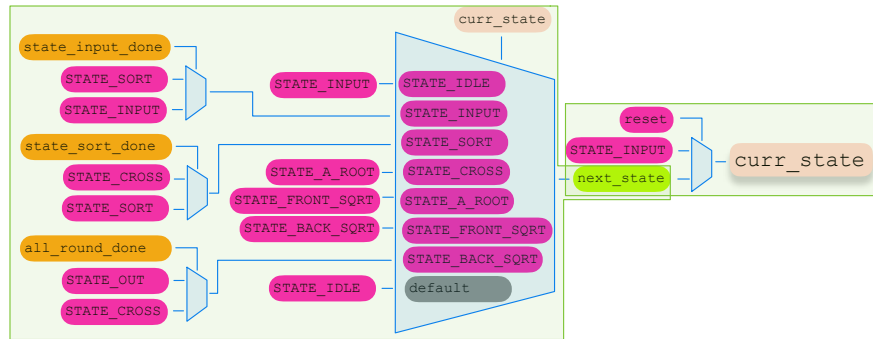 curr_state
state_input_done
STATE_SORT
STATE_INPUT
STATE_INPUT
STATE_IDLE
STATE_INPUT
state_sort_done
STATE_CROSS
STATE_SORT
STATE_SORT
STATE_A_ROOT
STATE_CROSS
STATE_FRONT_SQRT
STATE_A_ROOT
STATE_BACK_SQRT
STATE_FRONT_SQRT
all_round_done
STATE_OUT
STATE_CROSS
STATE_BACK_SQRT
STATE_IDLE
default
reset
STATE_INPUT
next_state
curr_state